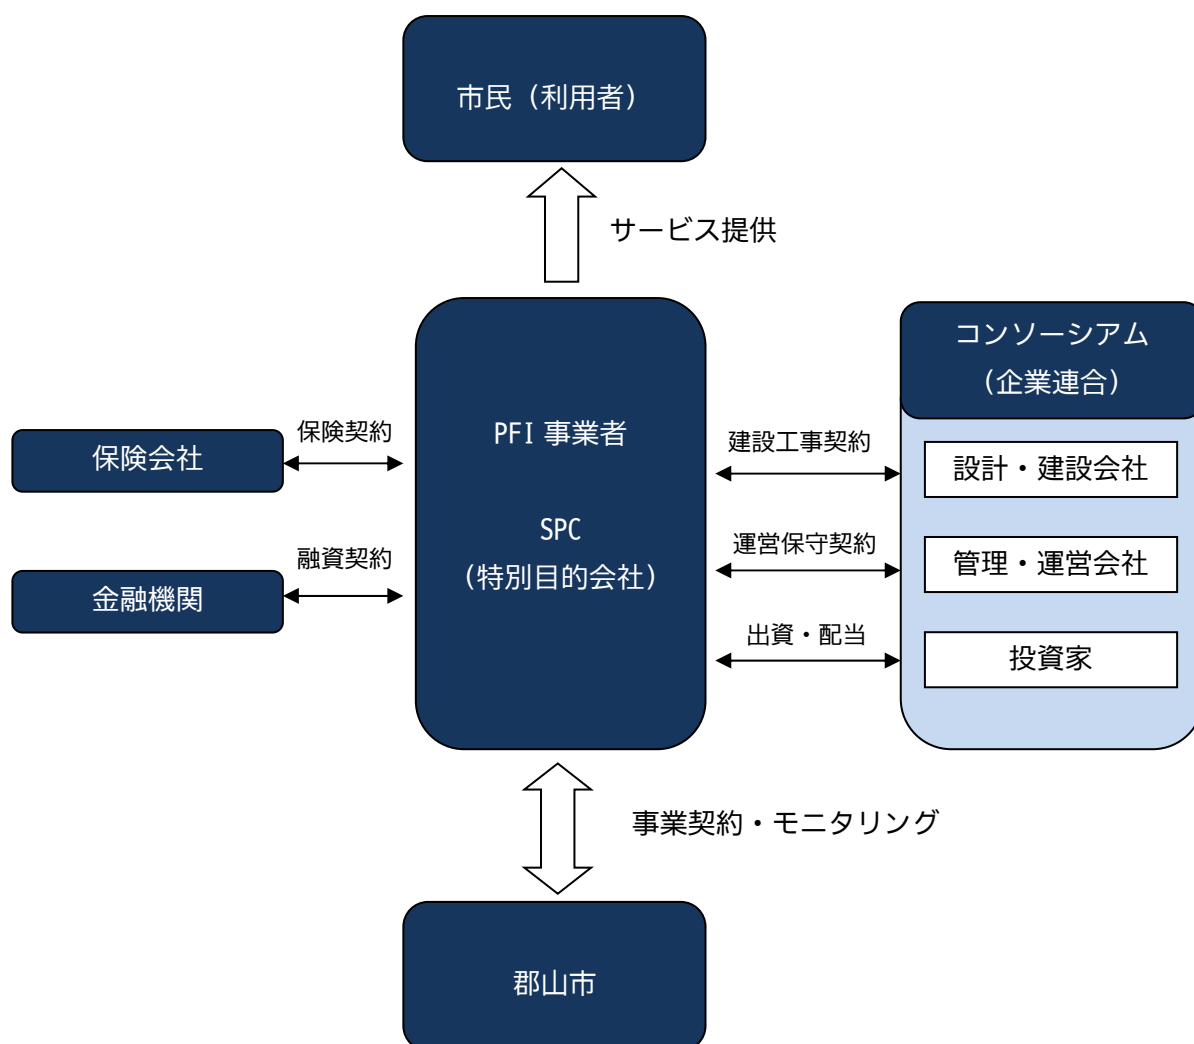 市民（利用者）
サービス提供
コンソーシアム
（企業連合）
保険契約
保険会社
PFI 事業者
建設工事契約
設計・建設会社
SPC
（特別目的会社）
融資契約
金融機関
運営保守契約
管理・運営会社
出資・配当
投資家
事業契約・モニタリング
郡山市